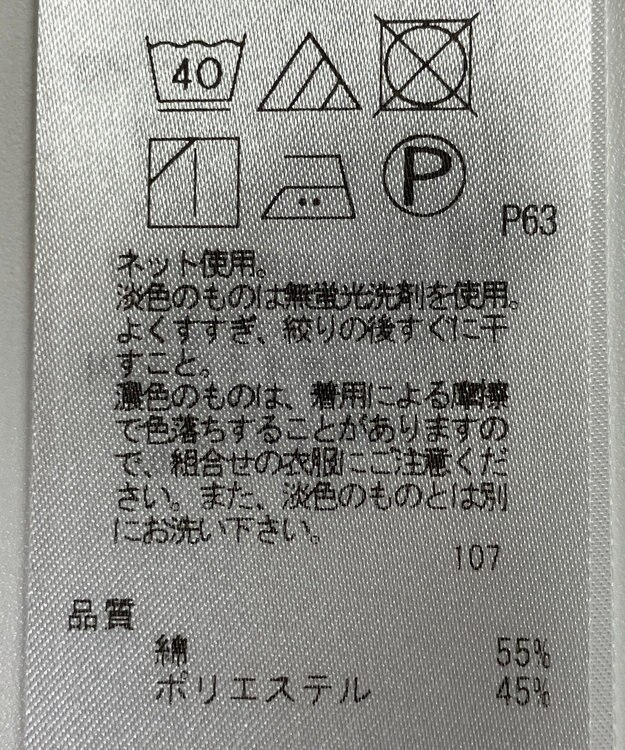 40
P
P63
ネット使用。
淡色のものは無蛍光洗剤を使用。
よくすすぎ、絞りの後すぐに干
すこと。
濃色のものは、着用による摩擦
で色落ちすることがありますの
で、組合せの衣服にご注意くだ
さい。また、淡色のものとは別
にお洗い下さい。
107
品質
綿 55%
ポリエステル 45%